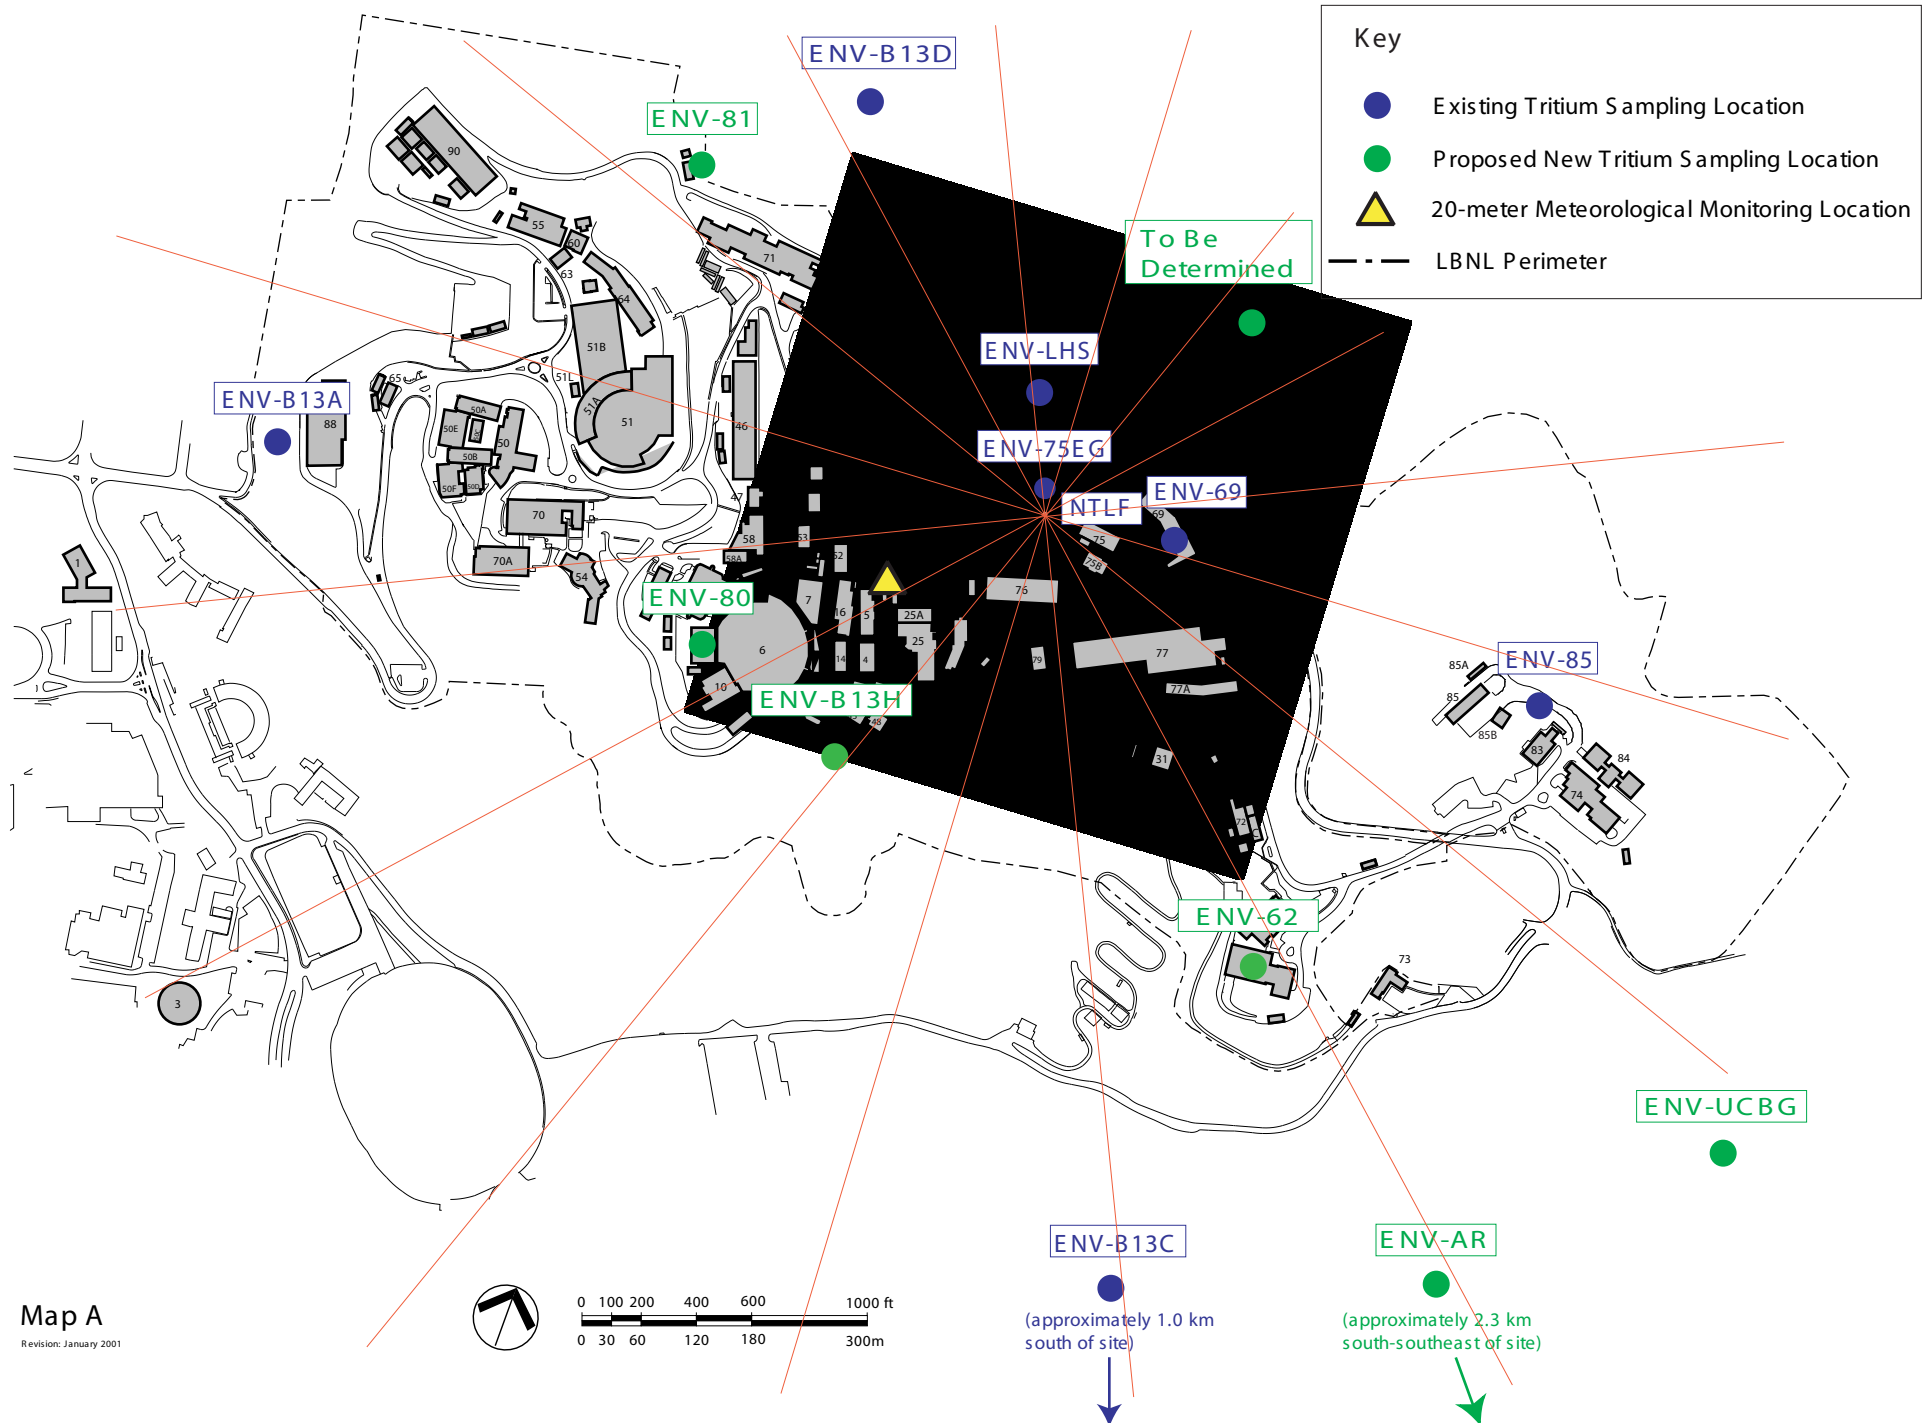 Key
Existing Tritium Sampling Location
Proposed New Tritium Sampling Location
20-meter Meteorological Monitoring Location
LBNL Perimeter
ENV-B13D
ENV-81
To Be
Determined
ENV-LHS
ENV-B13A
ENV-75EG
NTLF
ENV-69
ENV-80
ENV-B13H
ENV-85
ENV-62
ENV-UCBG
ENV-B13C
(approximately 1.0 km
south of site)
ENV-AR
(approximately 2.3 km
south-southeast of site)
90
55
60
63
64
71
51B
51L
51A
51
46
65
88
50A
50E
50
50B
50F
50D
47
70
70A
54
58
58A
53
52
1
7
16
5
25A
25
6
14
4
10
48
69
75
75B
76
79
77
77A
31
72
85A
85
85B
83
84
74
73
3
Map A
Revision: January 2001
0 100 200 400 600 1000 ft
0 30 60 120 180 300m